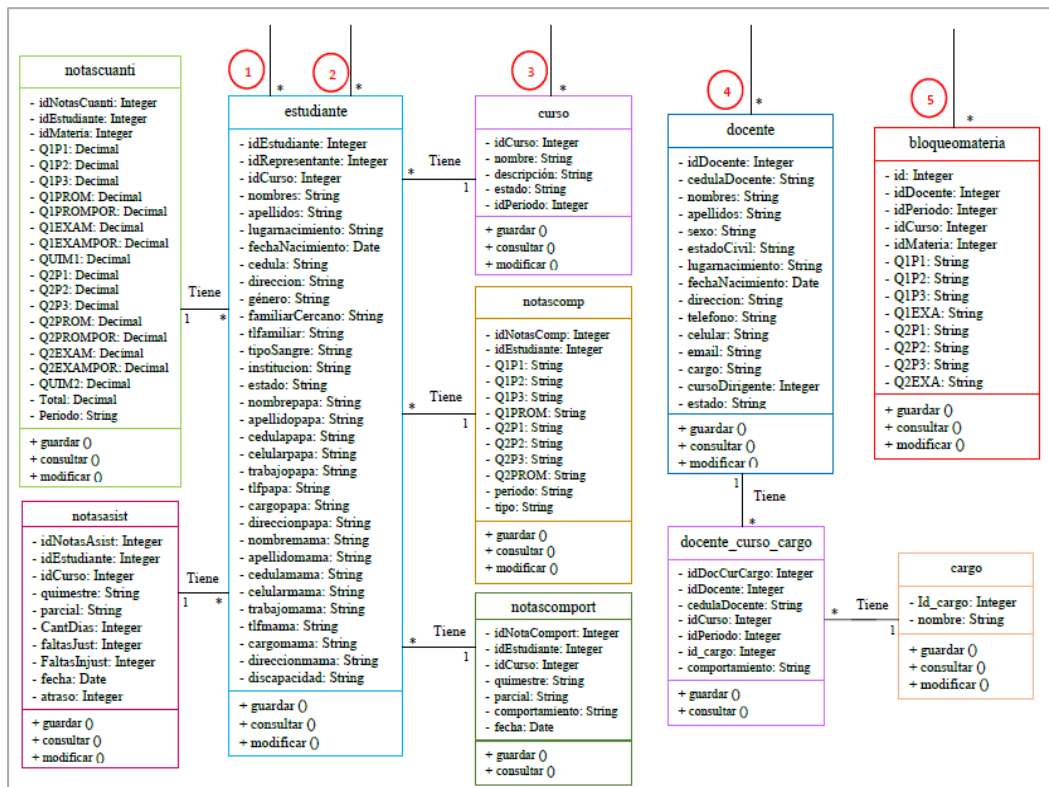 1
*
2
*
3
*
4
*
5
*
notascuanti
- idNotasCuanti: Integer
- idEstudiante: Integer
- idMateria: Integer
- Q1P1: Decimal
- Q1P2: Decimal
- Q1P3: Decimal
- Q1PROM: Decimal
- Q1PROMPOR: Decimal
- Q1EXAM: Decimal
- Q1EXAMPOR: Decimal
- QUIM1: Decimal
- Q2P1: Decimal
- Q2P2: Decimal
- Q2P3: Decimal
- Q2PROM: Decimal
- Q2PROMPOR: Decimal
- Q2EXAM: Decimal
- Q2EXAMPOR: Decimal
- QUIM2: Decimal
- Total: Decimal
- Periodo: String
+ guardar ()
+ consultar ()
+ modificar ()
Tiene
1
*
notasasist
- idNotasAsist: Integer
- idEstudiante: Integer
- idCurso: Integer
- quimestre: String
- parcial: String
- CantDias: Integer
- faltasJust: Integer
- FaltasInjust: Integer
- fecha: Date
- atraso: Integer
+ guardar ()
+ consultar ()
+ modificar ()
Tiene
1
*
estudiante
- idEstudiante: Integer
- idRepresentante: Integer
- idCurso: Integer
- nombres: String
- apellidos: String
- lugarnacimiento: String
- fechaNacimiento: Date
- cedula: String
- direccion: String
- género: String
- familiarCercano: String
- tlfamiliar: String
- tipoSangre: String
- institucion: String
- estado: String
- nombrepapa: String
- apellidopapa: String
- cedulapapa: String
- celularpapa: String
- trabajopapa: String
- tlfpapa: String
- cargopapa: String
- direccionpapa: String
- nombremama: String
- apellidomama: String
- cedulamama: String
- celularmama: String
- trabajomama: String
- tlfmama: String
- cargomama: String
- direccionmama: String
- discapacidad: String
+ guardar ()
+ consultar ()
+ modificar ()
Tiene
*
1
curso
- idCurso: Integer
- nombre: String
- descripción: String
- estado: String
- idPeriodo: Integer
+ guardar ()
+ consultar ()
+ modificar ()
Tiene
*
1
notascomp
- idNotasComp: Integer
- idEstudiante: Integer
- Q1P1: String
- Q1P2: String
- Q1P3: String
- Q1PROM: String
- Q2P1: String
- Q2P2: String
- Q2P3: String
- Q2PROM: String
- periodo: String
- tipo: String
+ guardar ()
+ consultar ()
+ modificar ()
Tiene
*
1
notascomport
- idNotaComport: Integer
- idEstudiante: Integer
- idCurso: Integer
- quimestre: String
- parcial: String
- comportamiento: String
- fecha: Date
+ guardar ()
+ consultar ()
docente
- idDocente: Integer
- cedulaDocente: String
- nombres: String
- apellidos: String
- sexo: String
- estadoCivil: String
- lugarnacimiento: String
- fechaNacimiento: Date
- direccion: String
- telefono: String
- celular: String
- email: String
- cargo: String
- cursoDirigente: Integer
- estado: String
+ guardar ()
+ consultar ()
+ modificar ()
1
Tiene
*
docente_curso_cargo
- idDocCurCargo: Integer
- idDocente: Integer
- cedulaDocente: String
- idCurso: Integer
- idPeriodo: Integer
- id_cargo: Integer
- comportamiento: String
+ guardar ()
+ consultar ()
*
Tiene
1
cargo
- Id_cargo: Integer
- nombre: String
+ guardar ()
+ consultar ()
+ modificar ()
bloqueomateria
- id: Integer
- idDocente: Integer
- idPeriodo: Integer
- idCurso: Integer
- idMateria: Integer
- Q1P1: String
- Q1P2: String
- Q1P3: String
- Q1EXA: String
- Q2P1: String
- Q2P2: String
- Q2P3: String
- Q2EXA: String
+ guardar ()
+ consultar ()
+ modificar ()